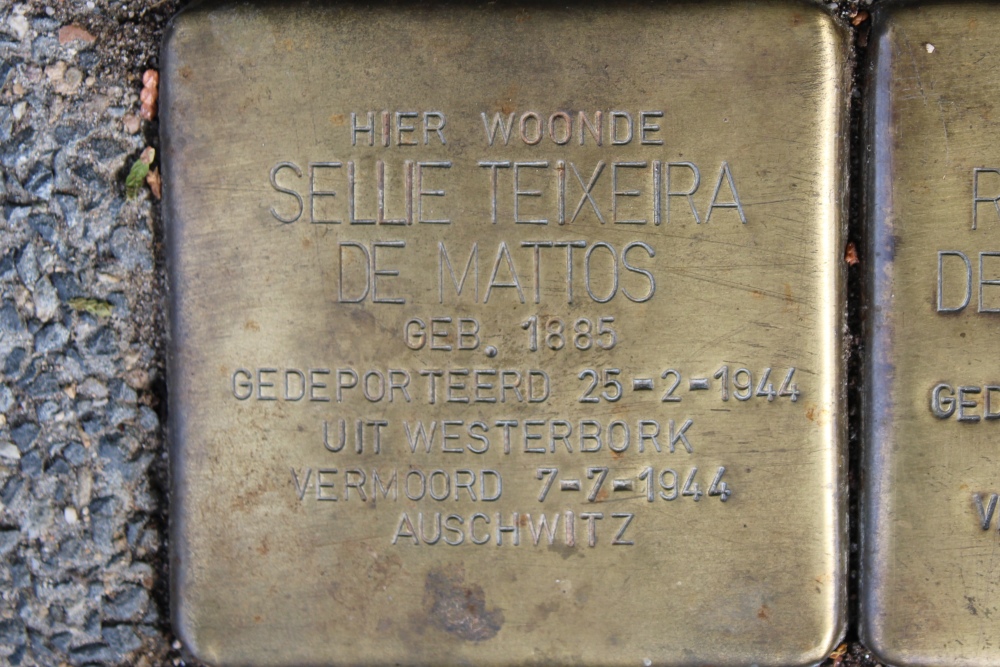 HIER WOONDE
SELLIE TEIXEIRA
DE MATTOS
GEB. 1885
GEDEPORTEERD 25-2-1944
UIT WESTERBORK
VERMOORD 7-7-1944
AUSCHWITZ